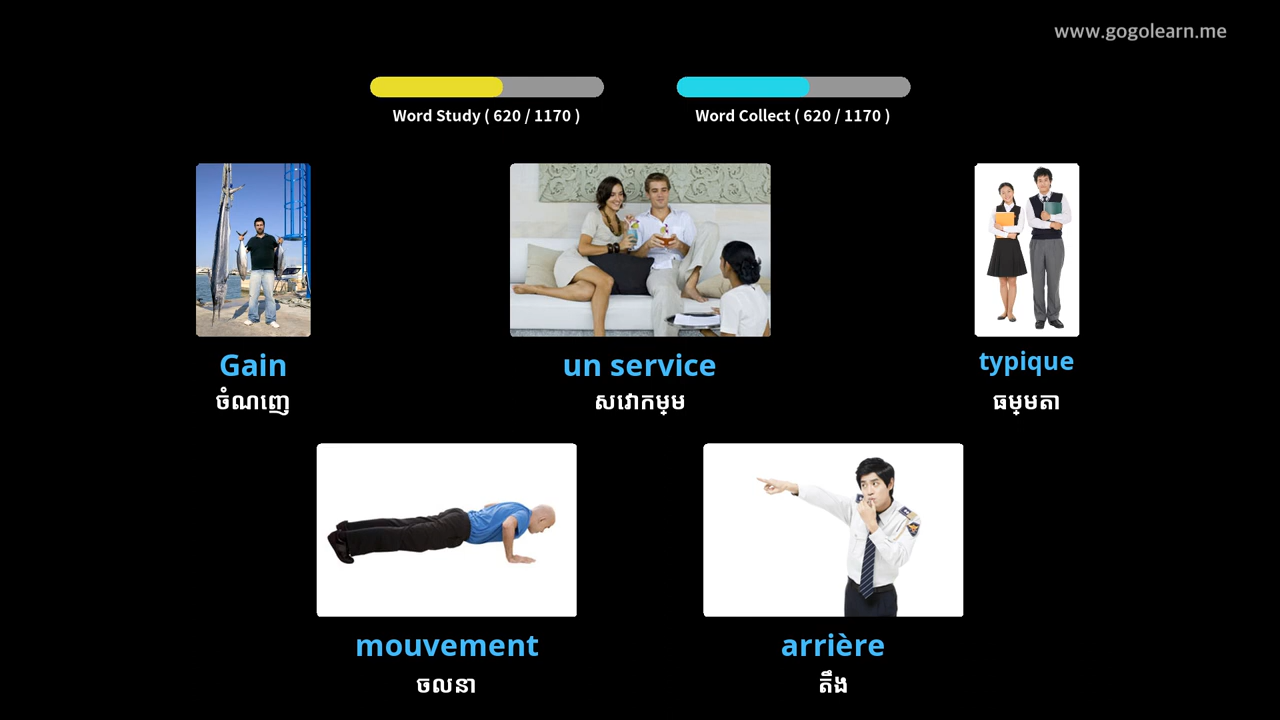 www.gogolearn.me
Word Study ( 620 / 1170 )
Word Collect ( 620 / 1170 )
Gain
ចំណញេ
un service
សវោកម្ម
typique
ធម្មតា
mouvement
ចលនា
arrière
តឹង